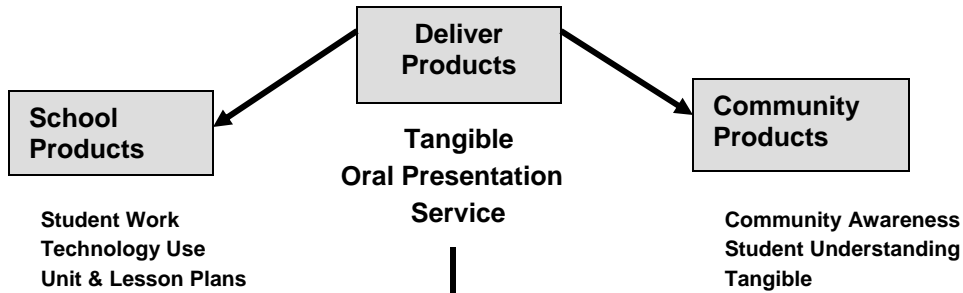 Deliver
Products
School
Products
Community
Products
Tangible
Oral Presentation
Service
Student Work
Technology Use
Unit & Lesson Plans
Community Awareness
Student Understanding
Tangible